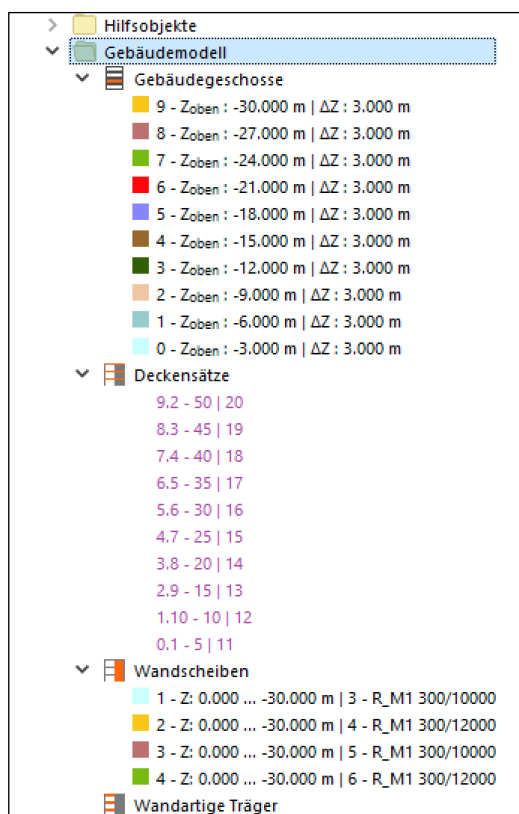 Hilfsobjekte
Gebäudemodell
Gebäudegeschosse
9 - Zoben : -30.000 m | ΔZ : 3.000 m
8 - Zoben : -27.000 m | ΔZ : 3.000 m
7 - Zoben : -24.000 m | ΔZ : 3.000 m
6 - Zoben : -21.000 m | ΔZ : 3.000 m
5 - Zoben : -18.000 m | ΔZ : 3.000 m
4 - Zoben : -15.000 m | ΔZ : 3.000 m
3 - Zoben : -12.000 m | ΔZ : 3.000 m
2 - Zoben : -9.000 m | ΔZ : 3.000 m
1 - Zoben : -6.000 m | ΔZ : 3.000 m
0 - Zoben : -3.000 m | ΔZ : 3.000 m
Deckensätze
9.2 - 50 | 20
8.3 - 45 | 19
7.4 - 40 | 18
6.5 - 35 | 17
5.6 - 30 | 16
4.7 - 25 | 15
3.8 - 20 | 14
2.9 - 15 | 13
1.10 - 10 | 12
0.1 - 5 | 11
Wandscheiben
1 - Z: 0.000 ... -30.000 m | 3 - R_M1 300/10000
2 - Z: 0.000 ... -30.000 m | 4 - R_M1 300/12000
3 - Z: 0.000 ... -30.000 m | 5 - R_M1 300/10000
4 - Z: 0.000 ... -30.000 m | 6 - R_M1 300/12000
Wandartige Träger